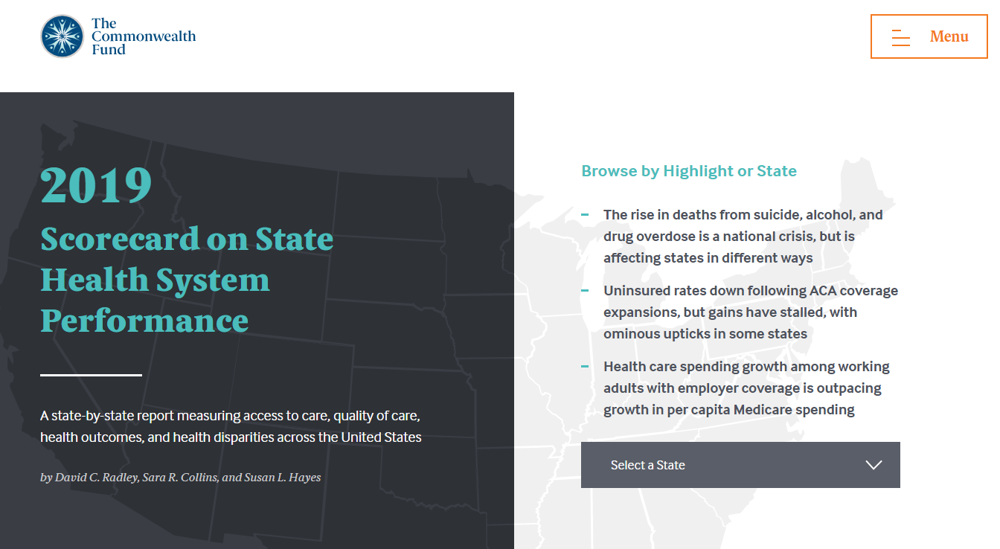 The
Commonwealth
Fund
Menu
2019
Scorecard on State
Health System
Performance
A state-by-state report measuring access to care, quality of care,
health outcomes, and health disparities across the United States
by David C. Radley, Sara R. Collins, and Susan L. Hayes
Browse by Highlight or State
The rise in deaths from suicide, alcohol, and
drug overdose is a national crisis, but is
affecting states in different ways
Uninsured rates down following ACA coverage
expansions, but gains have stalled, with
ominous upticks in some states
Health care spending growth among working
adults with employer coverage is outpacing
growth in per capita Medicare spending
Select a State